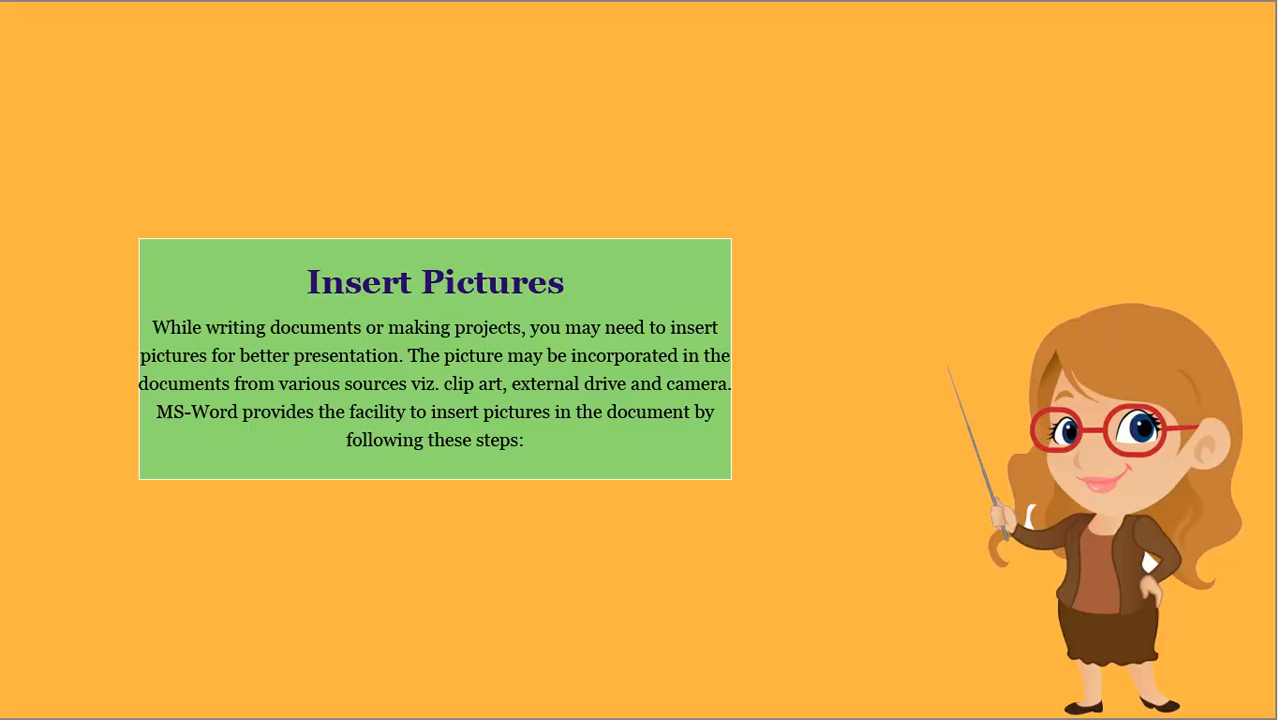 Insert Pictures
While writing documents or making projects, you may need to insert
pictures for better presentation. The picture may be incorporated in the
documents from various sources viz. clip art, external drive and camera.
MS-Word provides the facility to insert pictures in the document by
following these steps: